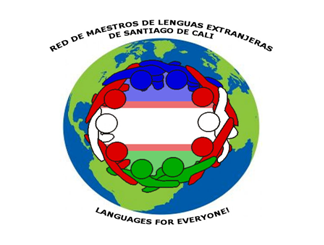 RED DE MAESTROS DE LENGUAS EXTRANJERAS
DE SANTIAGO DE CALI
LANGUAGES FOR EVERYONE!